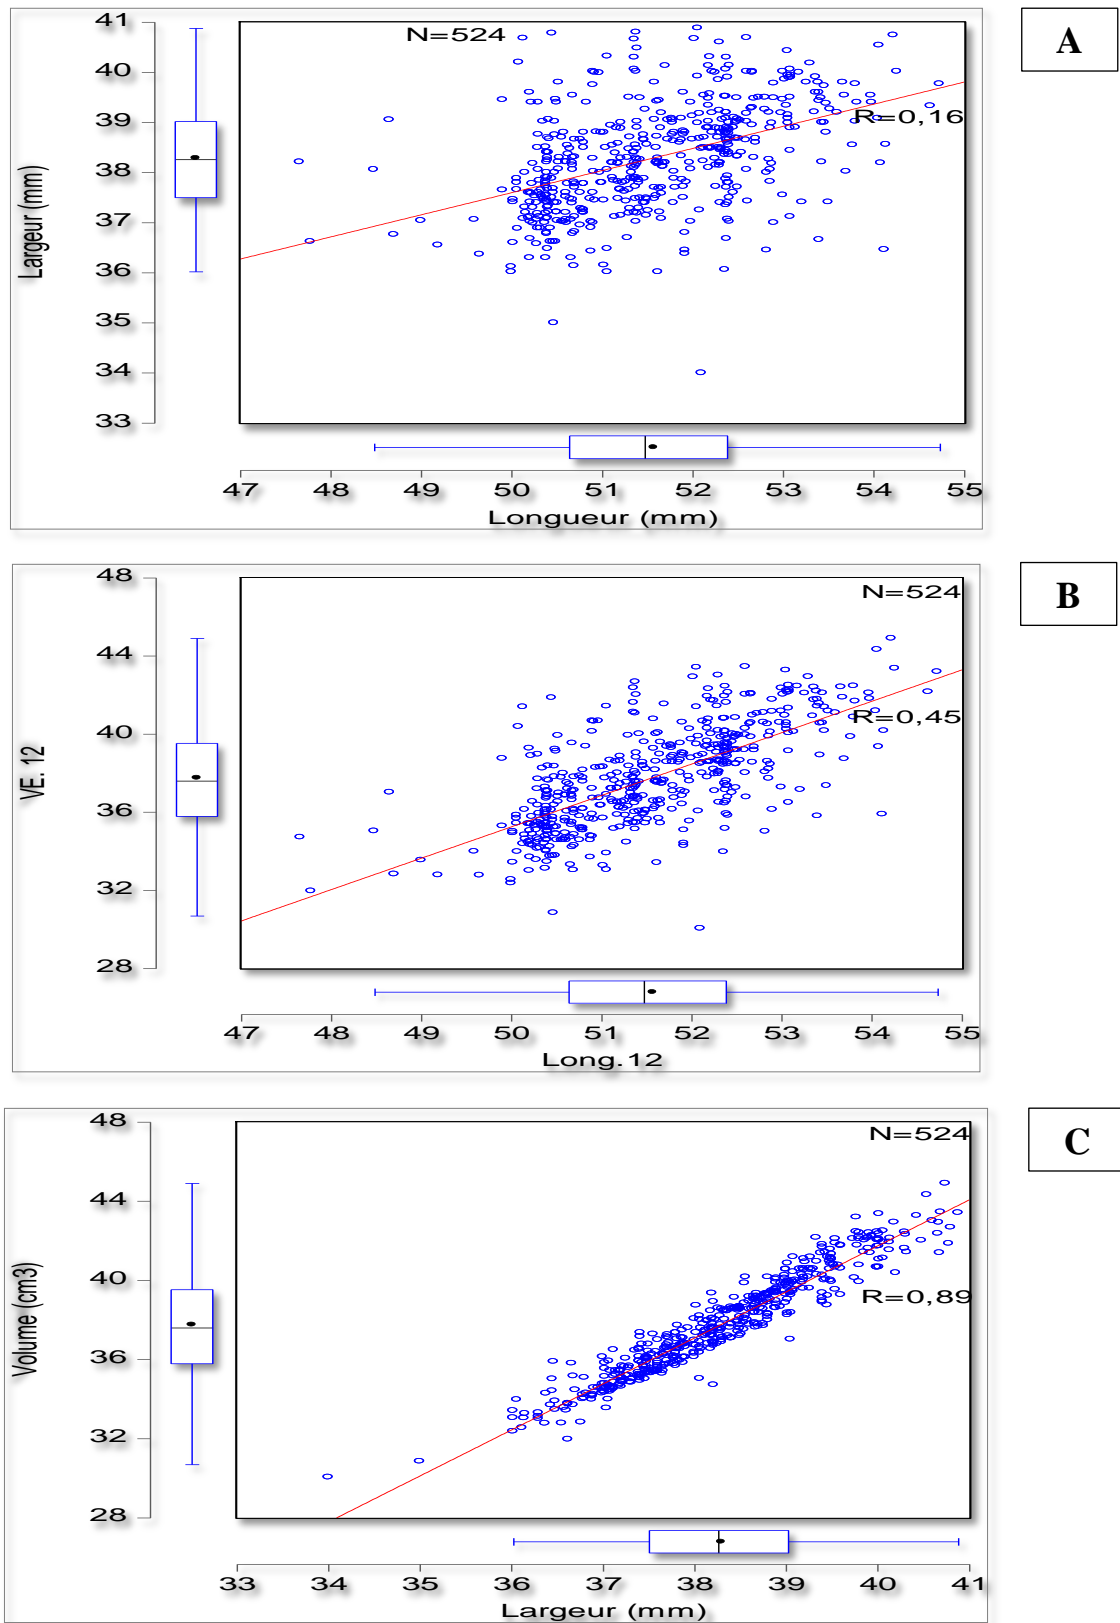 A
N=524
R=0,16
41
40
39
38
37
36
35
34
33
Largeur (mm)
47 48 49 50 51 52 53 54 55
Longueur (mm)
B
N=524
R=0,45
48
44
40
36
32
28
VE. 12
47 48 49 50 51 52 53 54 55
Long.12
C
N=524
R=0,89
48
44
40
36
32
28
Volume (cm3)
33 34 35 36 37 38 39 40 41
Largeur (mm)